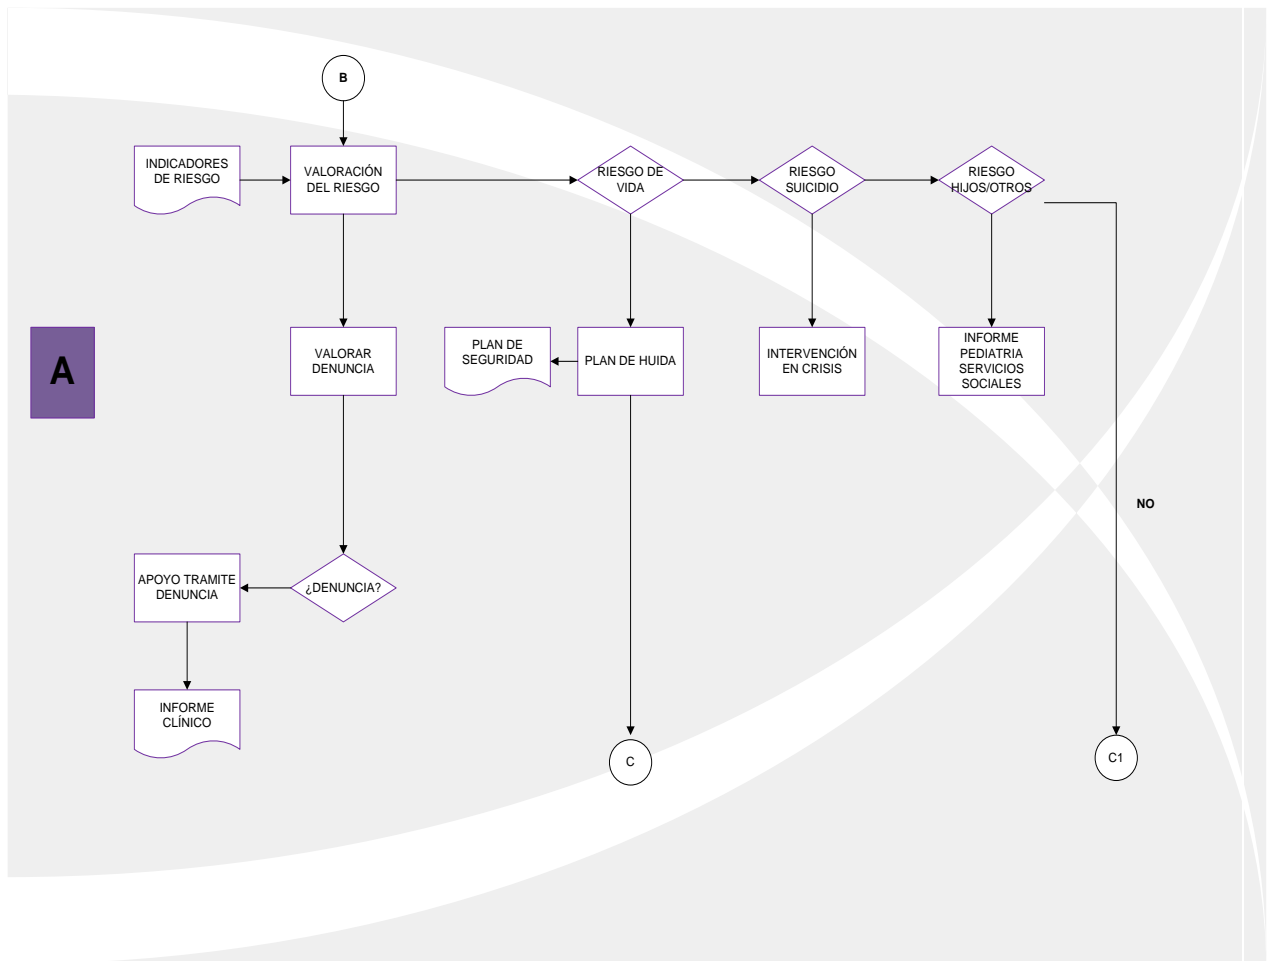 B
INDICADORES
DE RIESGO
VALORACIÓN
DEL RIESGO
RIESGO DE
VIDA
RIESGO
SUICIDIO
RIESGO
HIJOS/OTROS
A
VALORAR
DENUNCIA
PLAN DE
SEGURIDAD
PLAN DE HUIDA
INTERVENCIÓN
EN CRISIS
INFORME
PEDIATRIA
SERVICIOS
SOCIALES
NO
APOYO TRAMITE
DENUNCIA
¿DENUNCIA?
INFORME
CLÍNICO
C
C1